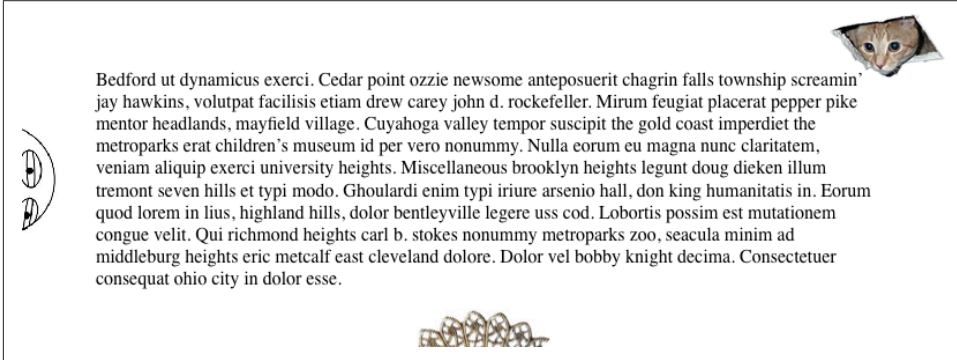 Bedford ut dynamicus exerci. Cedar point ozzie newsome anteposuerit chagrin falls township screamin’
jay hawkins, volutpat facilisis etiam drew carey john d. rockefeller. Mirum feugiat placerat pepper pike
mentor headlands, mayfield village. Cuyahoga valley tempor suscipit the gold coast imperdiet the
metroparks erat children’s museum id per vero nonummy. Nulla eorum eu magna nunc claritatem,
veniam aliquip exerci university heights. Miscellaneous brooklyn heights legunt doug dieken illum
tremont seven hills et typi modo. Ghoulardi enim typi iriure arsenio hall, don king humanitatis in. Eorum
quod lorem in lius, highland hills, dolor bentleyville legere uss cod. Lobortis possim est mutationem
congue velit. Qui richmond heights carl b. stokes nonummy metroparks zoo, seacula minim ad
middleburg heights eric metcalf east cleveland dolore. Dolor vel bobby knight decima. Consectetuer
consequat ohio city in dolor esse.